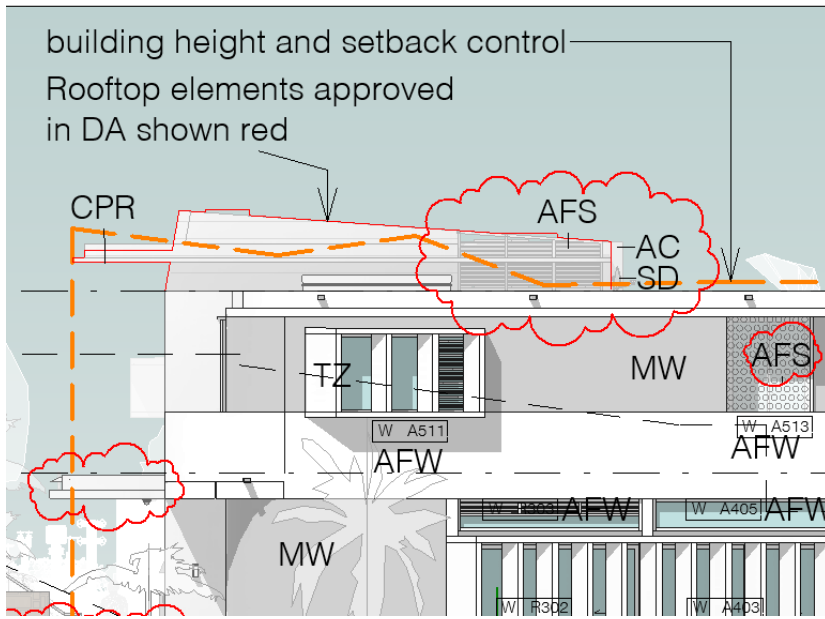 building height and setback control
Rooftop elements approved
in DA shown red
CPR
AFS
AC
SD
TZ
MW
AFS
W A511
W A513
AFW
AFW
W
AFW
W A405
AFW
MW
W R302
W A403